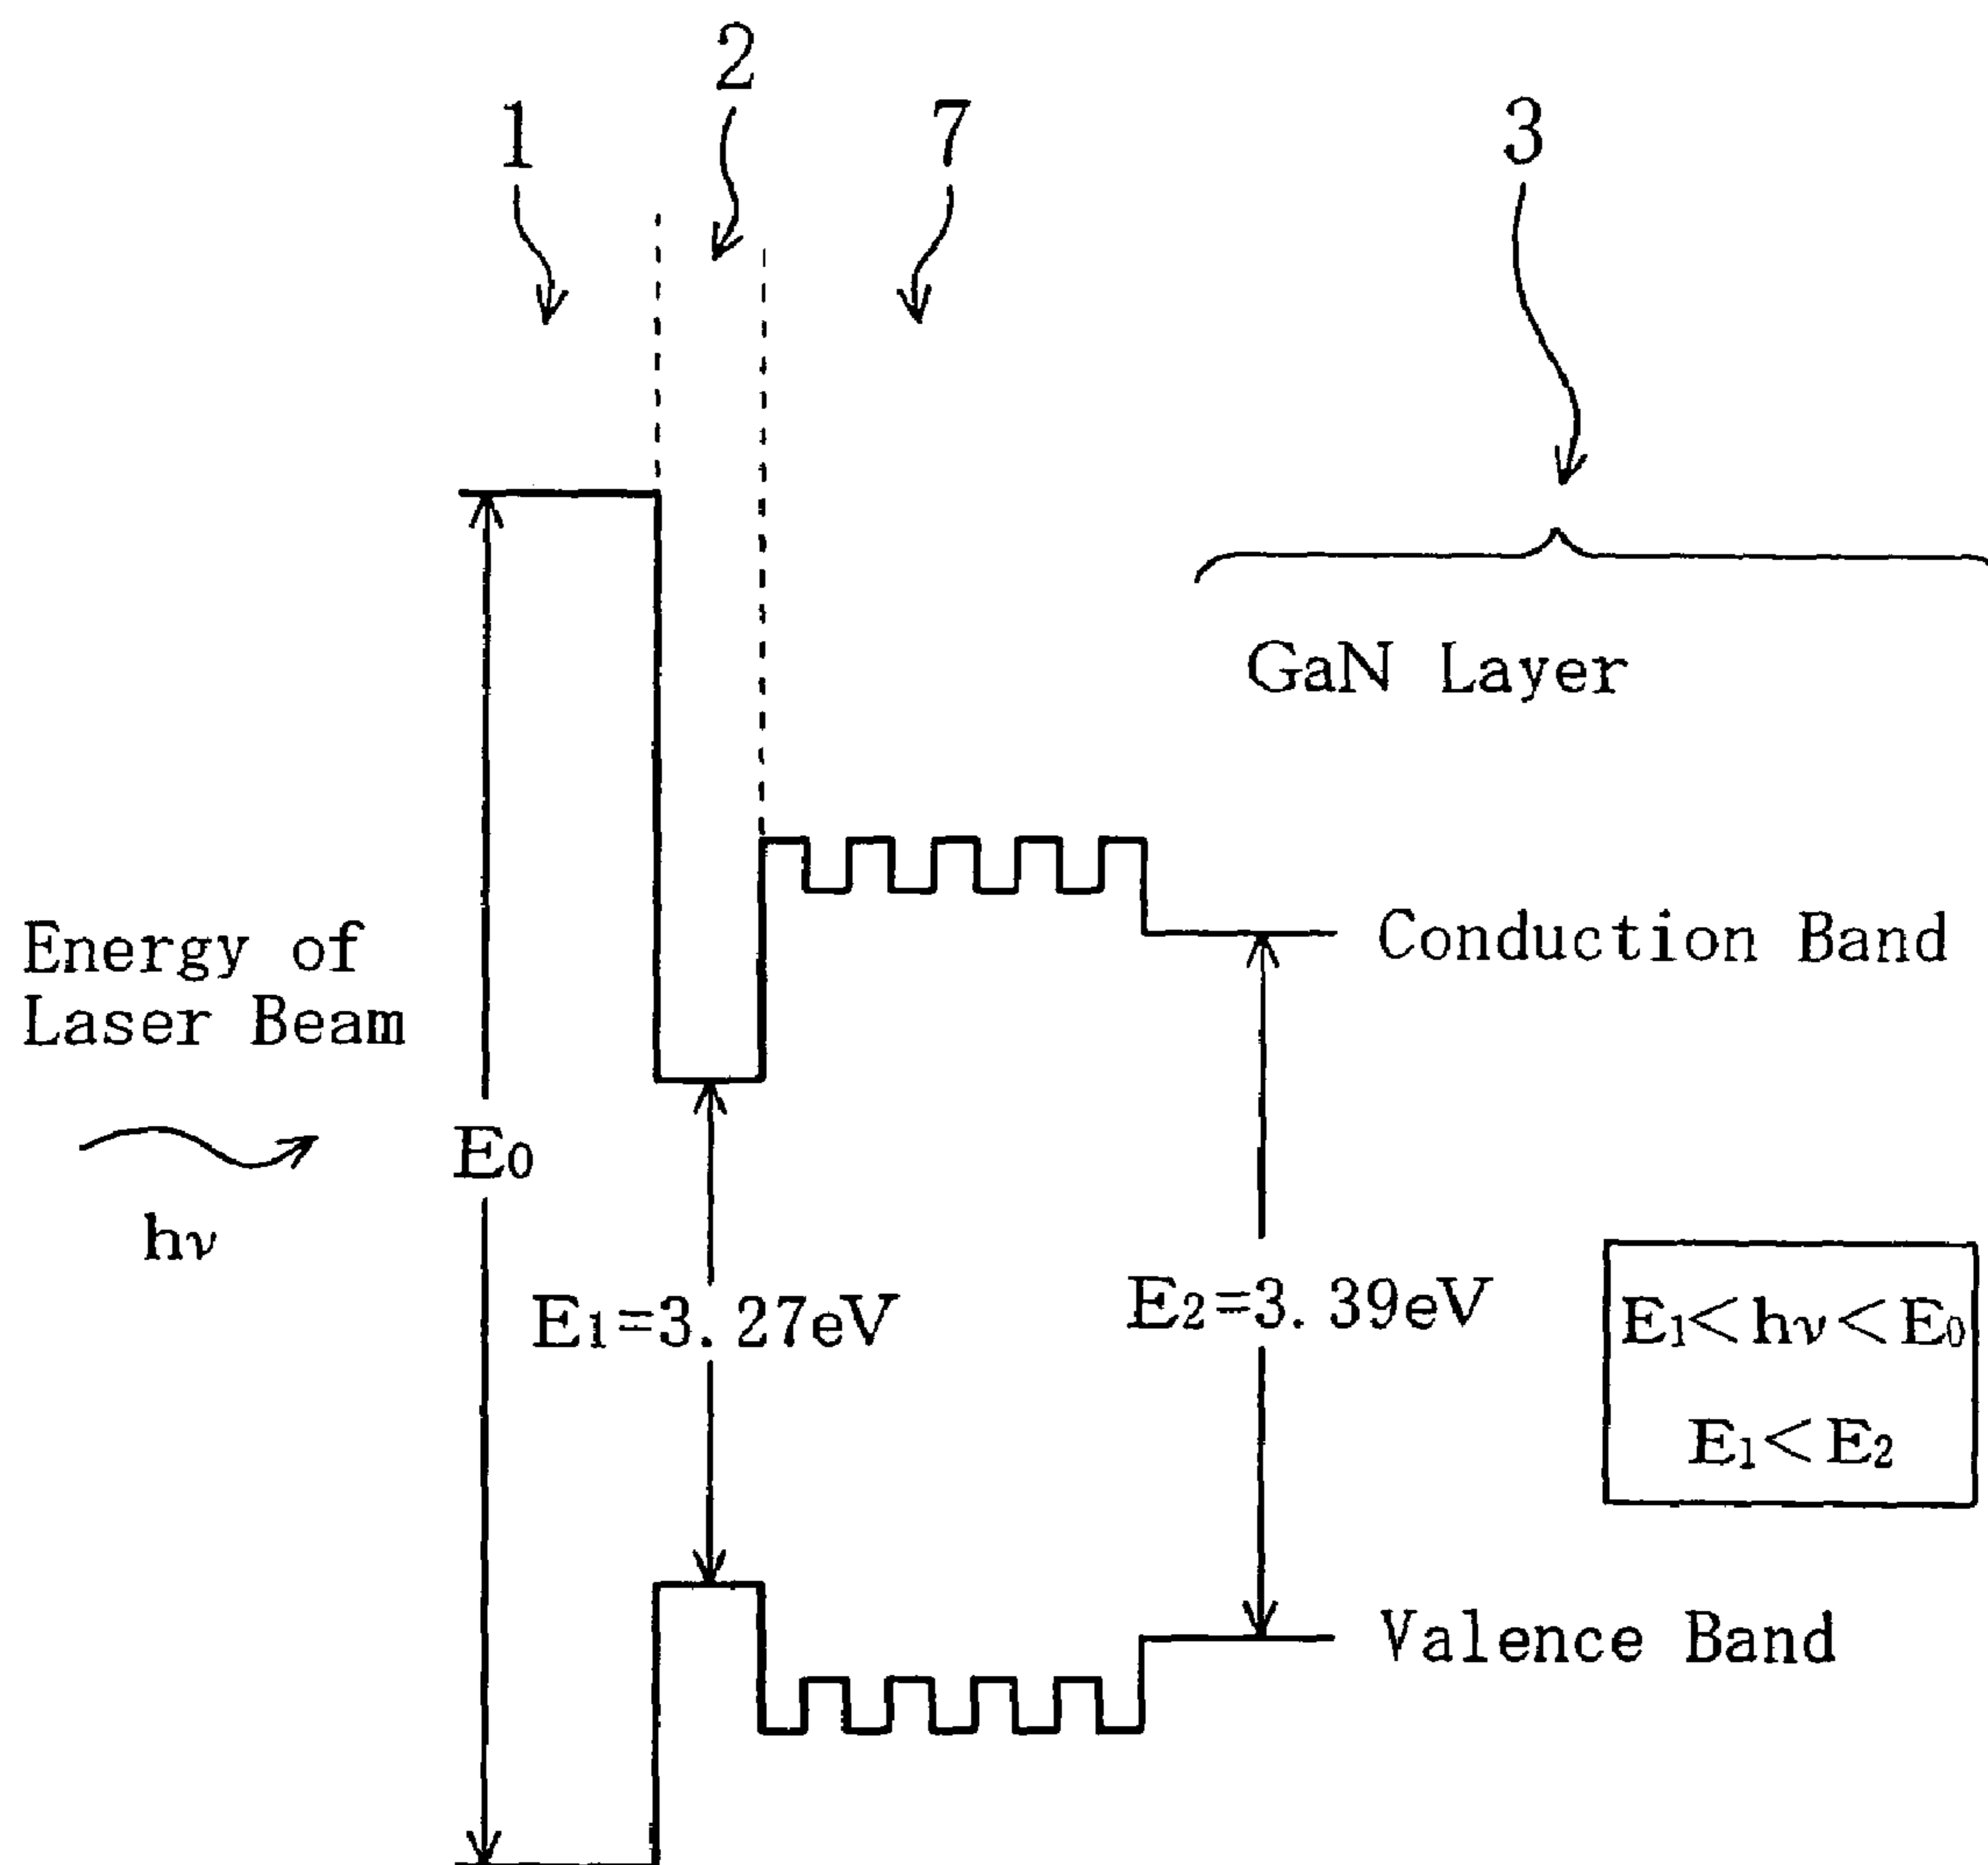 2
1
7
3
GaN Layer
Conduction Band
Energy of
Laser Beam
E₀
hν
E₁=3.27eV
E₂=3.39eV
E₁<hν<E₀
E₁<E₂
Valence Band